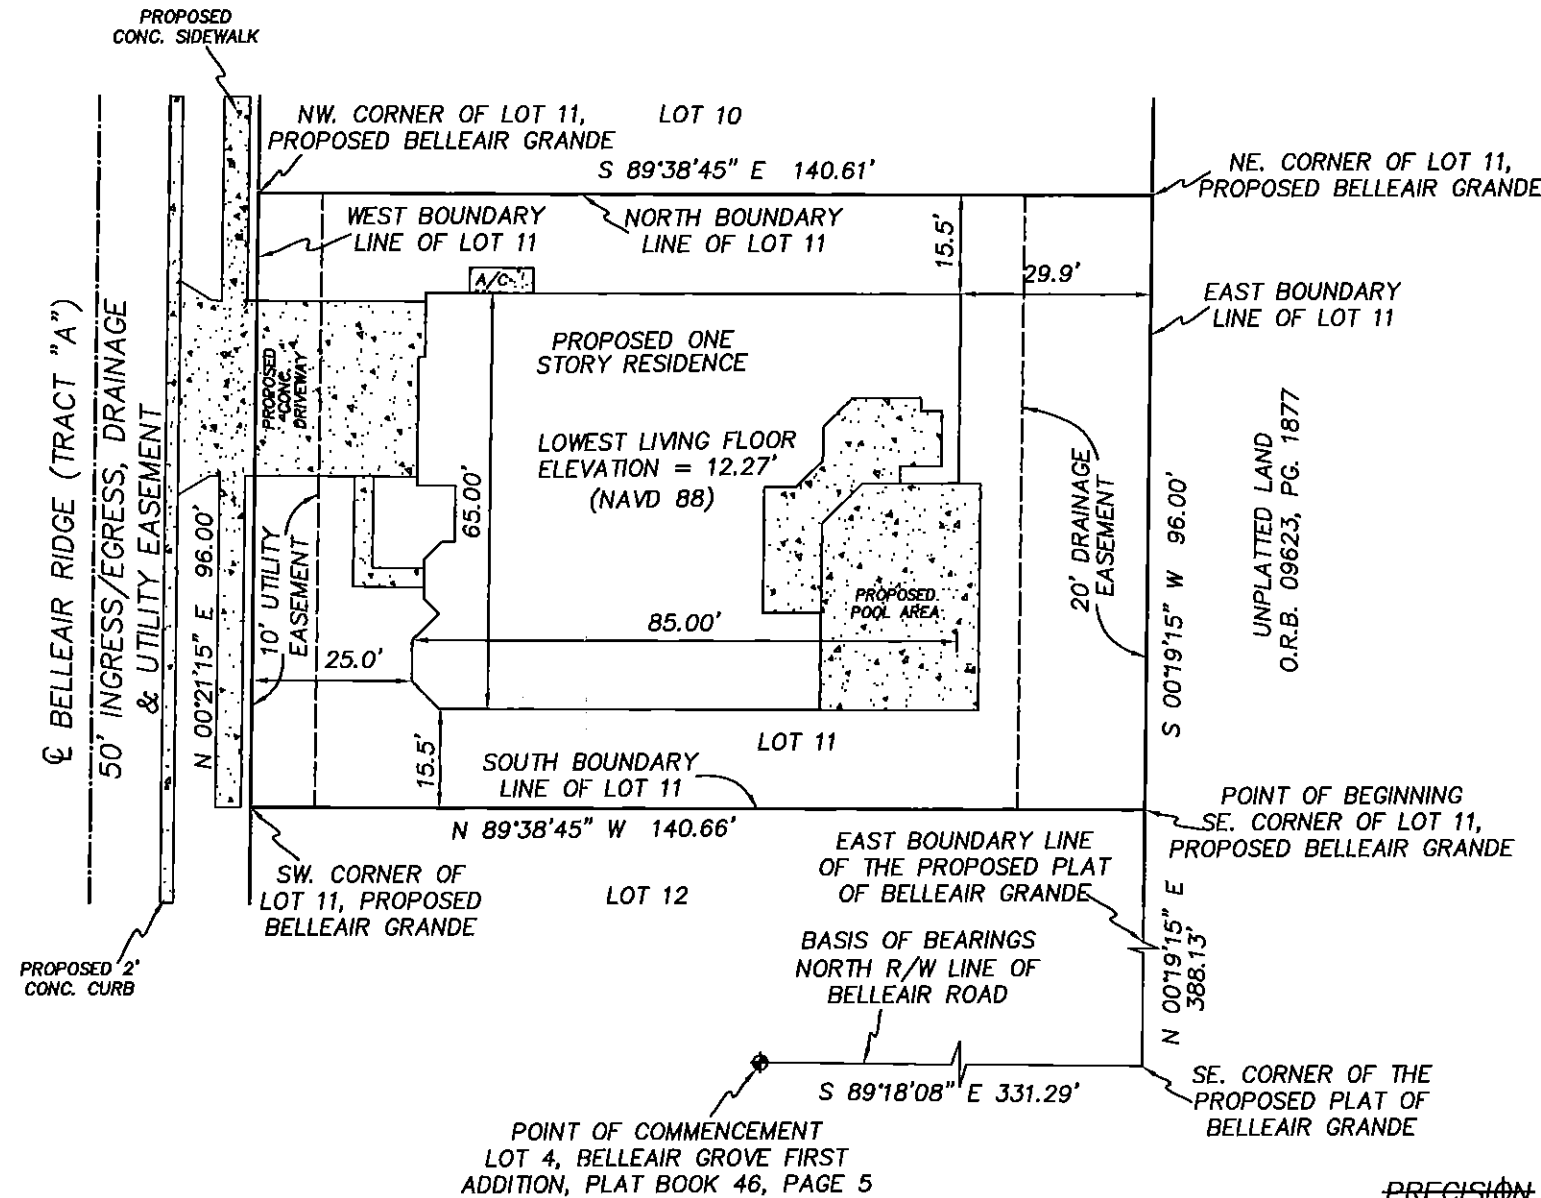 PROPOSED
CONC. SIDEWALK
NW. CORNER OF LOT 11,
PROPOSED BELLEAIR GRANDE
LOT 10
S 89°38'45" E 140.61'
NE. CORNER OF LOT 11,
PROPOSED BELLEAIR GRANDE
WEST BOUNDARY
LINE OF LOT 11
NORTH BOUNDARY
LINE OF LOT 11
15.5'
29.9'
A/C
EAST BOUNDARY
LINE OF LOT 11
PROPOSED ONE
STORY RESIDENCE
PROPOSED
CONC.
DRIVEWAY
LOWEST LIVING FLOOR
ELEVATION = 12.27'
(NAVD 88)
65.00'
℄ BELLEAIR RIDGE (TRACT "A")
50' INGRESS/EGRESS, DRAINAGE
& UTILITY EASEMENT
N 00°21'15" E 96.00'
10' UTILITY
EASEMENT
25.0'
85.00'
PROPOSED
POOL AREA
20' DRAINAGE
EASEMENT
S 00°19'15" W 96.00'
UNPLATTED LAND
O.R.B. 09623, PG. 1877
LOT 11
15.5'
SOUTH BOUNDARY
LINE OF LOT 11
N 89°38'45" W 140.66'
POINT OF BEGINNING
SE. CORNER OF LOT 11,
PROPOSED BELLEAIR GRANDE
SW. CORNER OF
LOT 11, PROPOSED
BELLEAIR GRANDE
LOT 12
EAST BOUNDARY LINE
OF THE PROPOSED PLAT
OF BELLEAIR GRANDE
N 00°19'15" E
388.13'
PROPOSED 2'
CONC. CURB
BASIS OF BEARINGS
NORTH R/W LINE OF
BELLEAIR ROAD
S 89°18'08" E 331.29'
SE. CORNER OF THE
PROPOSED PLAT OF
BELLEAIR GRANDE
POINT OF COMMENCEMENT
LOT 4, BELLEAIR GROVE FIRST
ADDITION, PLAT BOOK 46, PAGE 5
PRECISION